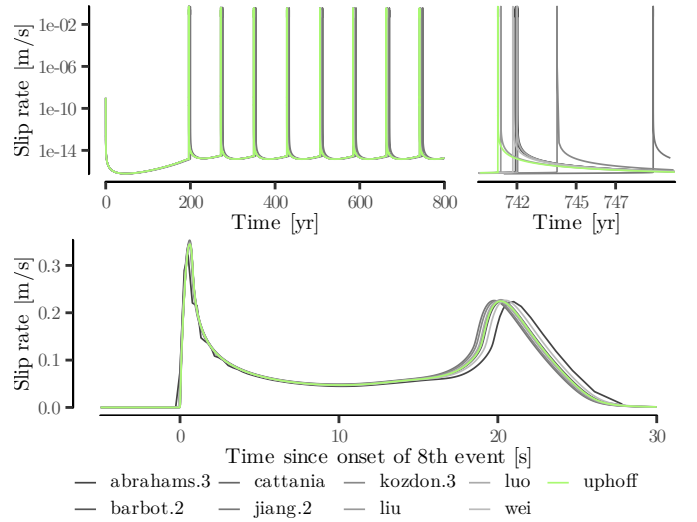 Slip rate [m/s]
1e-02
1e-06
1e-10
1e-14
0 200 400 600 800
Time [yr]
742 745 747
Time [yr]
Slip rate [m/s]
0.3
0.2
0.1
0.0
0 10 20 30
Time since onset of 8th event [s]
abrahams.3 cattania kozdon.3 luo uphoff
barbot.2 jiang.2 liu wei